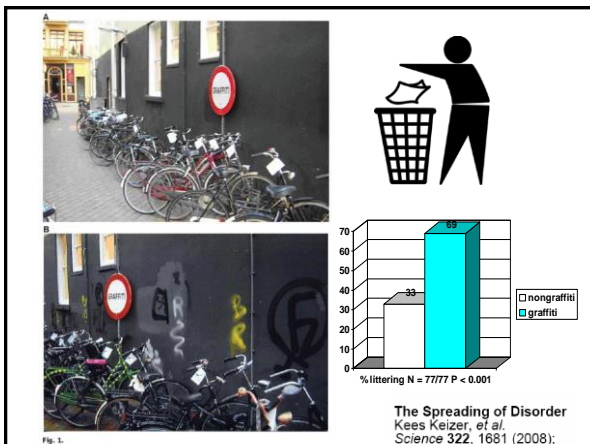 A
GRAFFITI
B
GRAFFITI
Fig. 1.
70
60
50
40
30
20
10
0
33
69
nongraffiti
graffiti
% littering N = 77/77 P < 0.001
The Spreading of Disorder
Kees Keizer, et al.
Science 322, 1681 (2008);